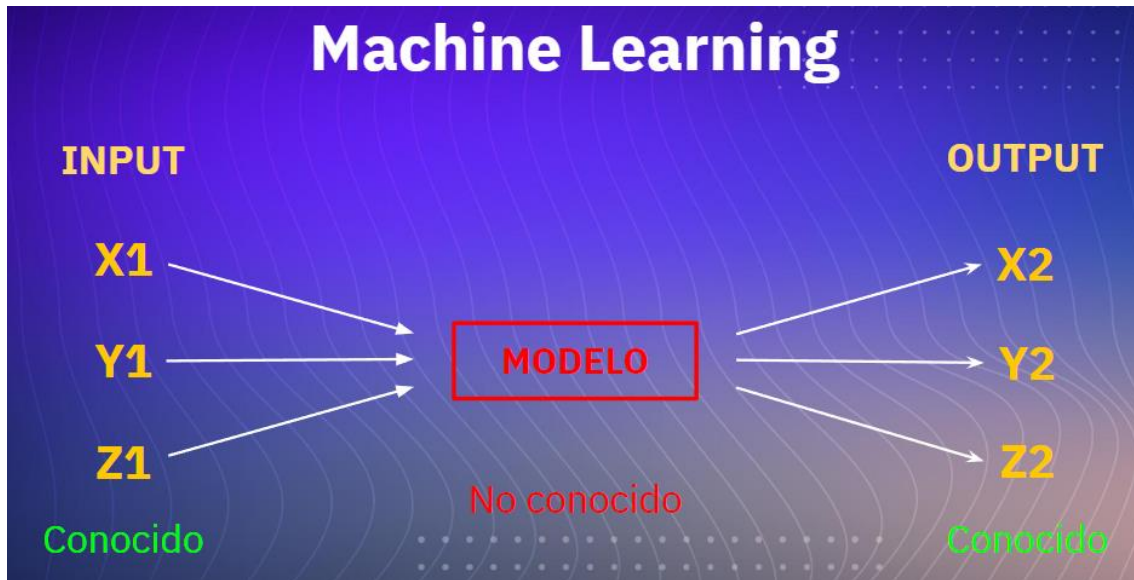 Machine Learning
INPUT
OUTPUT
X1
X2
MODELO
Y1
Y2
Z1
Z2
No conocido
Conocido
Conocido